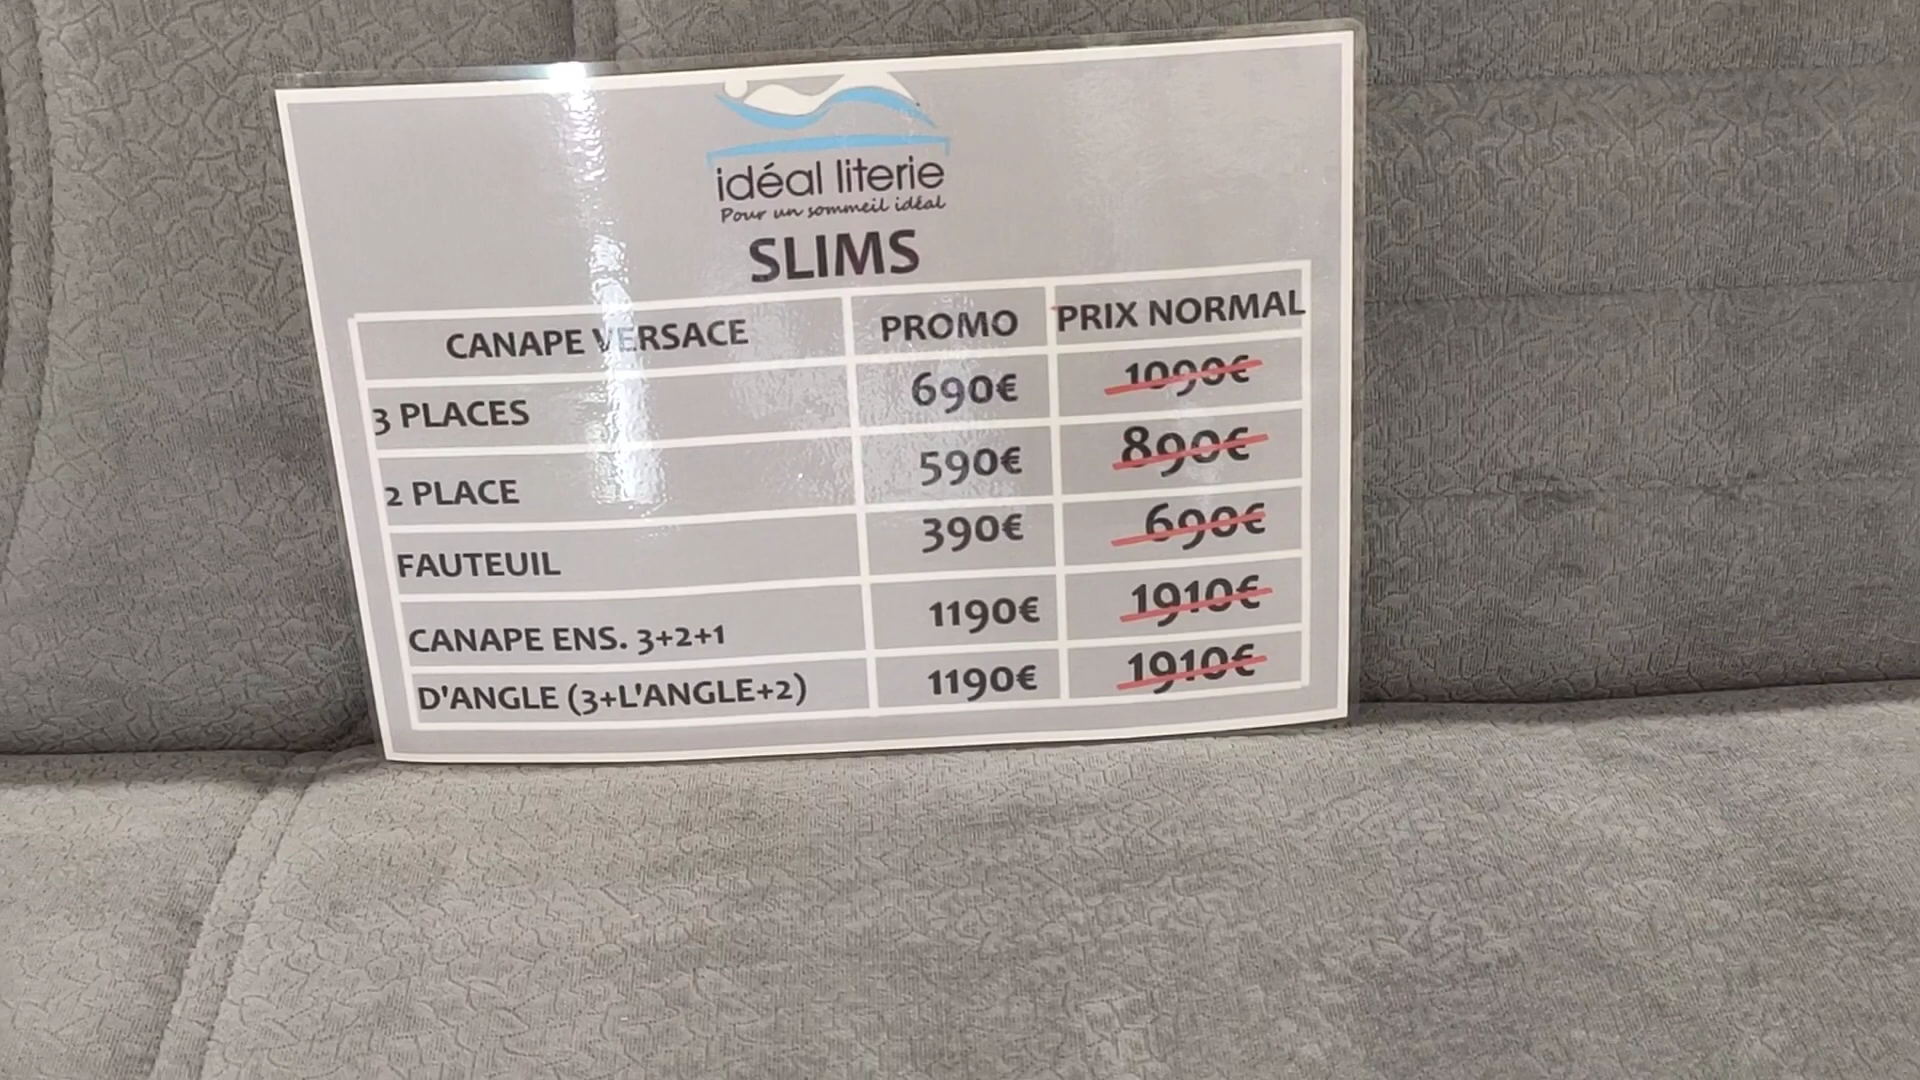 idéal literie
Pour un sommeil idéal
SLIMS
CANAPE VERSACE PROMO PRIX NORMAL
3 PLACES 690€ 1090€
2 PLACE 590€ 890€
FAUTEUIL 390€ 690€
CANAPE ENS. 3+2+1 1190€ 1910€
D'ANGLE (3+L'ANGLE+2) 1190€ 1910€